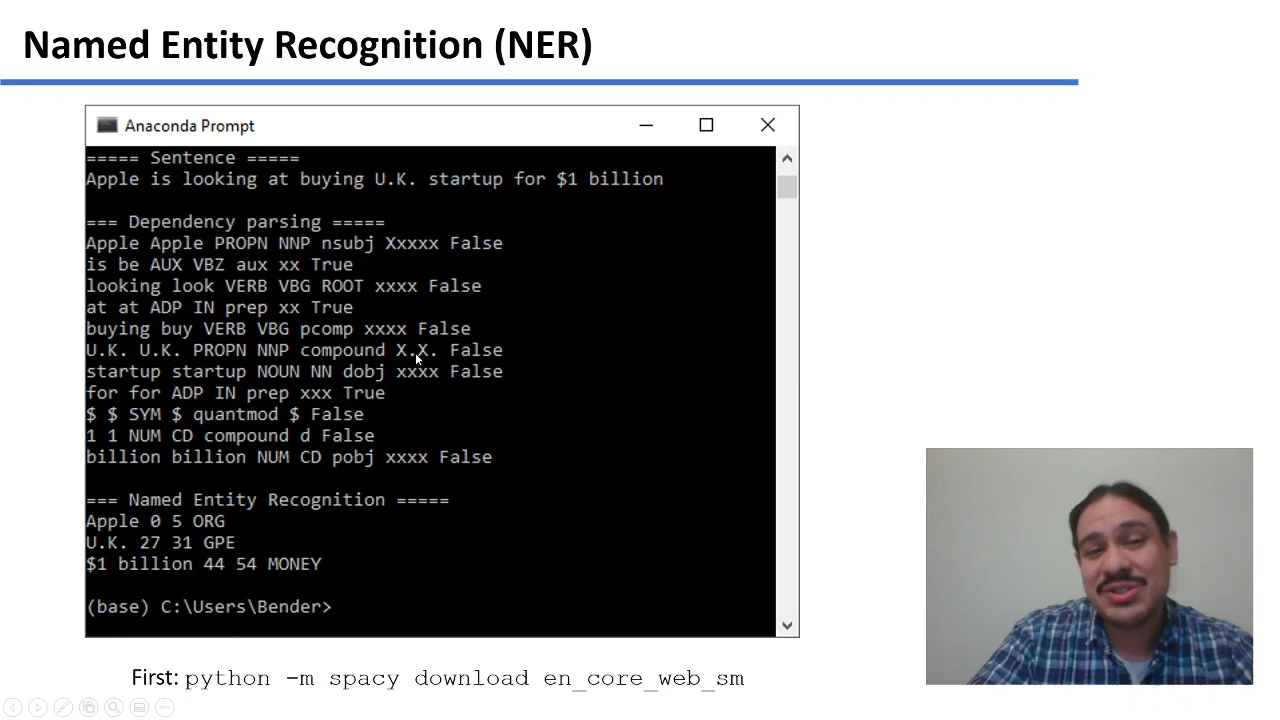 Named Entity Recognition (NER)
Anaconda Prompt
===== Sentence =====
Apple is looking at buying U.K. startup for $1 billion
=== Dependency parsing =====
Apple Apple PROPN NNP nsubj Xxxxx False
is be AUX VBZ aux xx True
looking look VERB VBG ROOT xxxx False
at at ADP IN prep xx True
buying buy VERB VBG pcomp xxxx False
U.K. U.K. PROPN NNP compound X.X. False
startup startup NOUN NN dobj xxxx False
for for ADP IN prep xxx True
$ $ SYM $ quantmod $ False
1 1 NUM CD compound d False
billion billion NUM CD pobj xxxx False
=== Named Entity Recognition =====
Apple 0 5 ORG
U.K. 27 31 GPE
$1 billion 44 54 MONEY
(base) C:\Users\Bender>
First: python -m spacy download en_core_web_sm